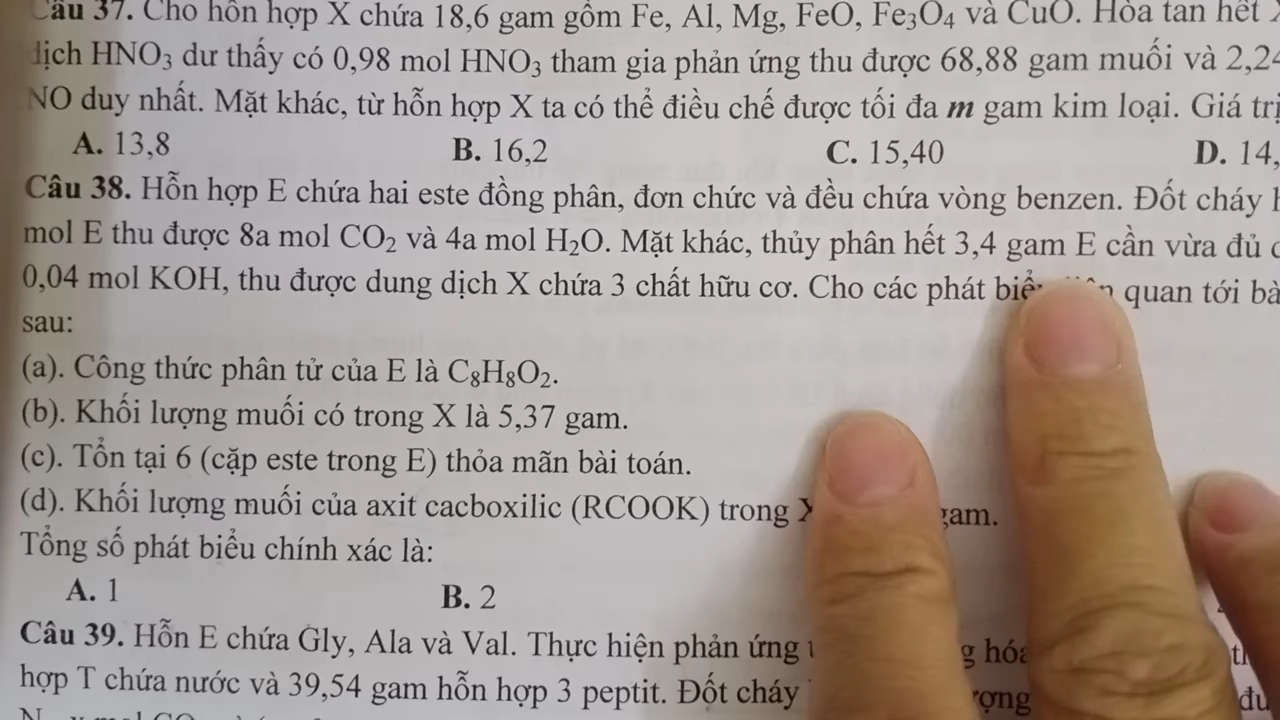 Câu 37. Cho hỗn hợp X chứa 18,6 gam gồm Fe, Al, Mg, FeO, Fe₃O₄ và CuO. Hòa tan hết
dịch HNO₃ dư thấy có 0,98 mol HNO₃ tham gia phản ứng thu được 68,88 gam muối và 2,24
NO duy nhất. Mặt khác, từ hỗn hợp X ta có thể điều chế được tối đa m gam kim loại. Giá trị
A. 13,8 B. 16,2 C. 15,40 D. 14,
Câu 38. Hỗn hợp E chứa hai este đồng phân, đơn chức và đều chứa vòng benzen. Đốt cháy
mol E thu được 8a mol CO₂ và 4a mol H₂O. Mặt khác, thủy phân hết 3,4 gam E cần vừa đủ
0,04 mol KOH, thu được dung dịch X chứa 3 chất hữu cơ. Cho các phát quan tới
sau:
(a). Công thức phân tử của E là C₈H₈O₂.
(b). Khối lượng muối có trong X là 5,37 gam.
(c). Tồn tại 6 (cặp este trong E) thỏa mãn bài toán.
(d). Khối lượng muối của axit cacboxilic (RCOOK) trong gam.
Tổng số phát biểu chính xác là:
A. 1 B. 2
Câu 39. Hỗn E chứa Gly, Ala và Val. Thực hiện phản ứng
hợp T chứa nước và 39,54 gam hỗn hợp 3 peptit. Đốt cháy